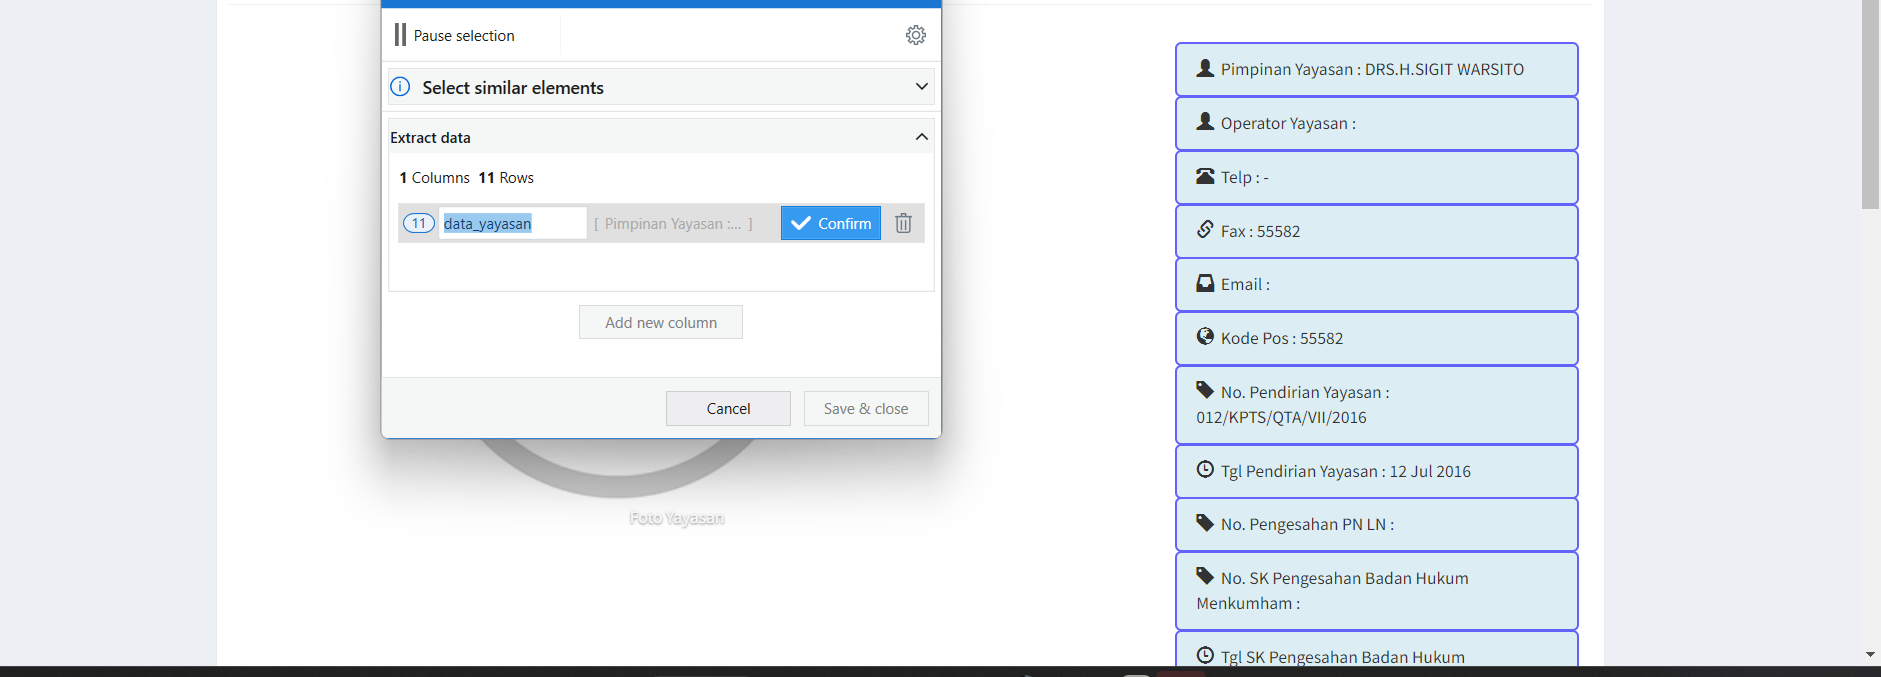 Pause selection
Select similar elements
Extract data
1 Columns 11 Rows
11 data_yayasan [ Pimpinan Yayasan :... ] Confirm
Add new column
Cancel Save & close
Foto Yayasan
Pimpinan Yayasan : DRS.H.SIGIT WARSITO
Operator Yayasan :
Telp : -
Fax : 55582
Email :
Kode Pos : 55582
No. Pendirian Yayasan :
012/KPTS/QTA/VII/2016
Tgl Pendirian Yayasan : 12 Jul 2016
No. Pengesahan PN LN :
No. SK Pengesahan Badan Hukum
Menkumham :
Tgl SK Pengesahan Badan Hukum